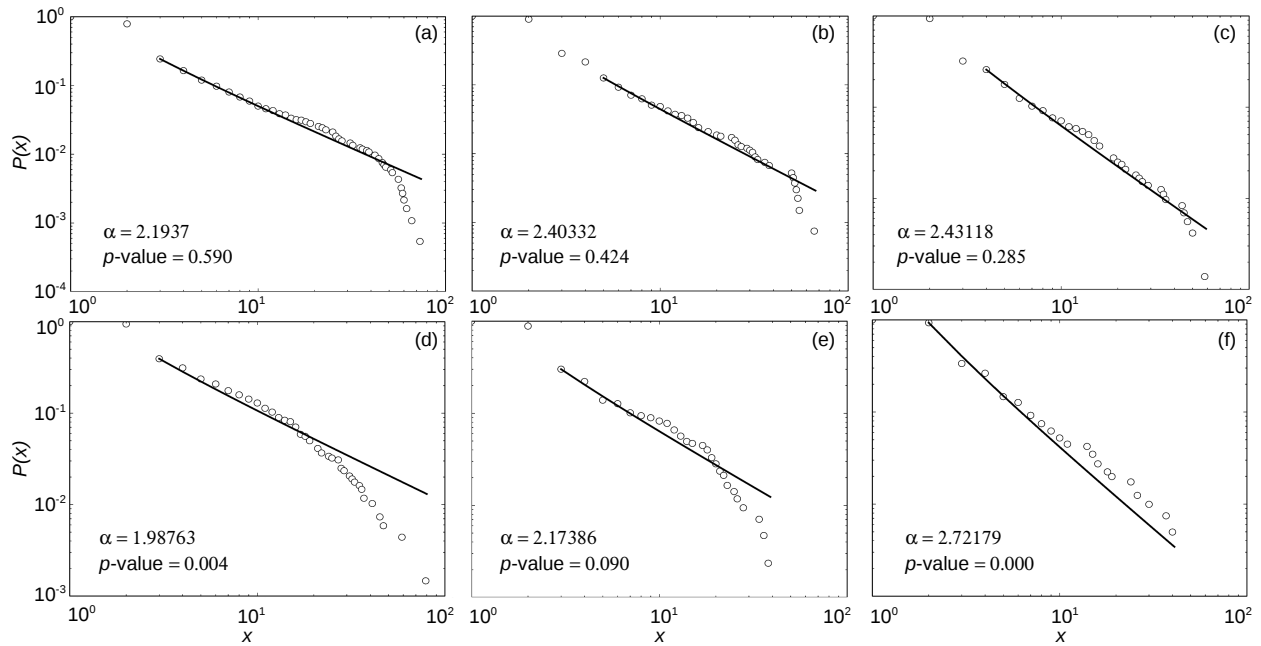 10^0
(a)
(b)
(c)
10^-1
10^-2
P(x)
10^-3
α = 2.1937
p-value = 0.590
α = 2.40332
p-value = 0.424
α = 2.43118
p-value = 0.285
10^-4
10^0
10^1
10^2
10^0
10^1
10^2
10^0
10^1
10^2
10^0
(d)
(e)
(f)
10^-1
P(x)
10^-2
α = 1.98763
p-value = 0.004
α = 2.17386
p-value = 0.090
α = 2.72179
p-value = 0.000
10^-3
10^0
10^1
10^2
10^0
10^1
10^2
10^0
10^1
10^2
x
x
x